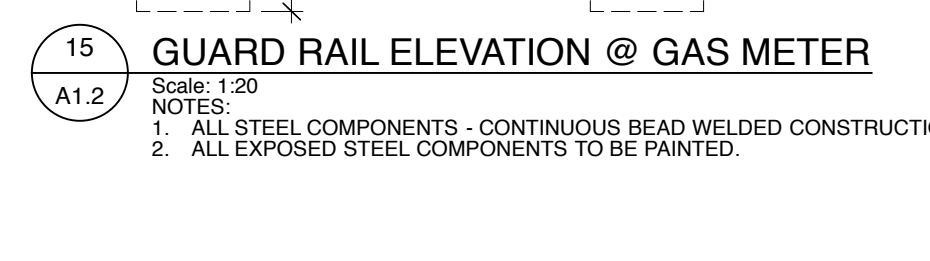 15
GUARD RAIL ELEVATION @ GAS METER
A1.2
Scale: 1:20
NOTES:
1. ALL STEEL COMPONENTS - CONTINUOUS BEAD WELDED
2. ALL EXPOSED STEEL COMPONENTS TO BE PAINTED.